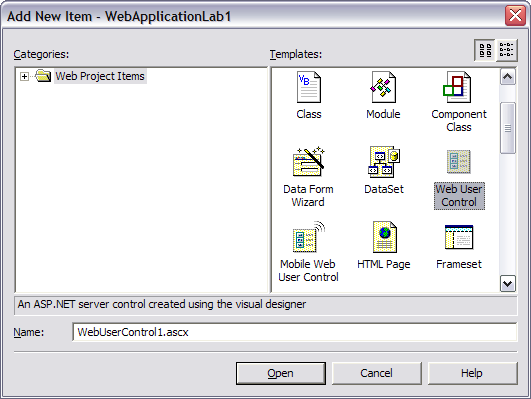 Add New Item - WebApplicationLab1
Categories:
Templates:
Web Project Items
VB
Class
Module
Component
Class
Data Form
Wizard
DataSet
Web User
Control
Mobile Web
User Control
HTML Page
Frameset
An ASP.NET server control created using the visual designer
Name:
WebUserControl1.ascx
Open
Cancel
Help